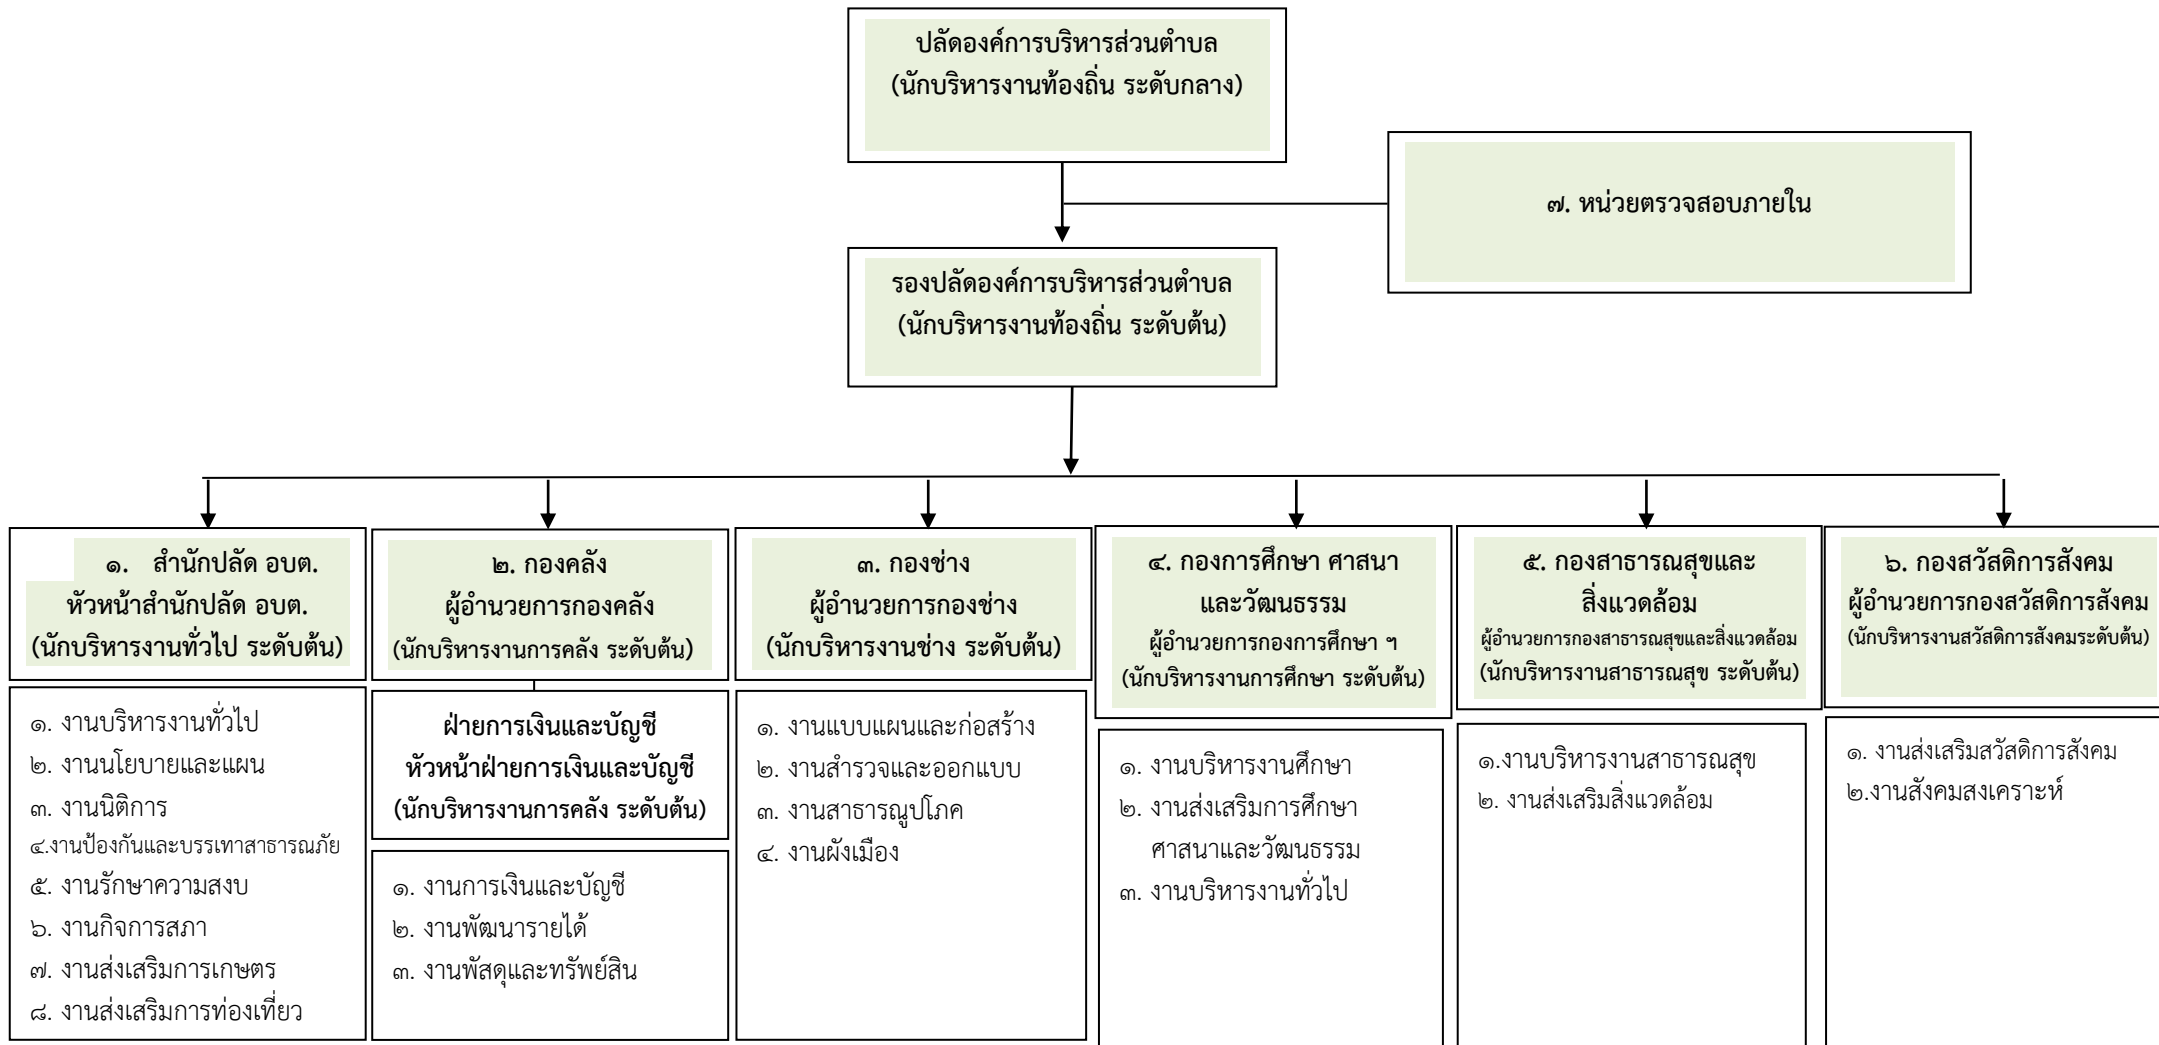 ปลัดองค์การบริหารส่วนตำบล
(นักบริหารงานท้องถิ่น ระดับกลาง)
๗. หน่วยตรวจสอบภายใน
รองปลัดองค์การบริหารส่วนตำบล
(นักบริหารงานท้องถิ่น ระดับต้น)
๑. สำนักปลัด อบต.
หัวหน้าสำนักปลัด อบต.
(นักบริหารงานทั่วไป ระดับต้น)
๑. งานบริหารงานทั่วไป
๒. งานนโยบายและแผน
๓. งานนิติการ
๔.งานป้องกันและบรรเทาสาธารณภัย
๕. งานรักษาความสงบ
๖. งานกิจการสภา
๗. งานส่งเสริมการเกษตร
๘. งานส่งเสริมการท่องเที่ยว
๒. กองคลัง
ผู้อำนวยการกองคลัง
(นักบริหารงานการคลัง ระดับต้น)
ฝ่ายการเงินและบัญชี
หัวหน้าฝ่ายการเงินและบัญชี
(นักบริหารงานการคลัง ระดับต้น)
๑. งานการเงินและบัญชี
๒. งานพัฒนารายได้
๓. งานพัสดุและทรัพย์สิน
๓. กองช่าง
ผู้อำนวยการกองช่าง
(นักบริหารงานช่าง ระดับต้น)
๑. งานแบบแผนและก่อสร้าง
๒. งานสำรวจและออกแบบ
๓. งานสาธารณูปโภค
๔. งานผังเมือง
๔. กองการศึกษา ศาสนา
และวัฒนธรรม
ผู้อำนวยการกองการศึกษา ฯ
(นักบริหารงานการศึกษา ระดับต้น)
๑. งานบริหารงานศึกษา
๒. งานส่งเสริมการศึกษา
ศาสนาและวัฒนธรรม
๓. งานบริหารงานทั่วไป
๕. กองสาธารณสุขและ
สิ่งแวดล้อม
ผู้อำนวยการกองสาธารณสุขและสิ่งแวดล้อม
(นักบริหารงานสาธารณสุข ระดับต้น)
๑.งานบริหารงานสาธารณสุข
๒. งานส่งเสริมสิ่งแวดล้อม
๖. กองสวัสดิการสังคม
ผู้อำนวยการกองสวัสดิการสังคม
(นักบริหารงานสวัสดิการสังคมระดับต้น)
๑. งานส่งเสริมสวัสดิการสังคม
๒.งานสังคมสงเคราะห์